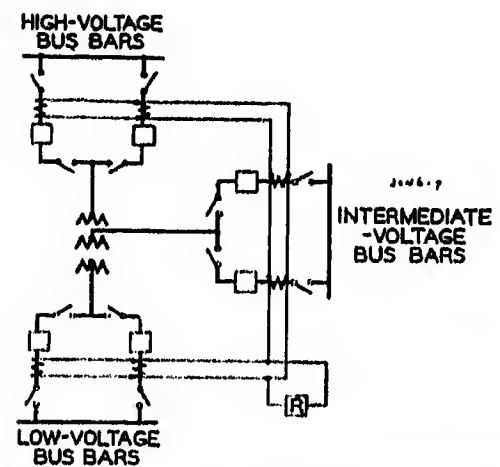 HIGH-VOLTAGE
BUS BARS
INTERMEDIATE
-VOLTAGE
BUS BARS
R
LOW-VOLTAGE
BUS BARS